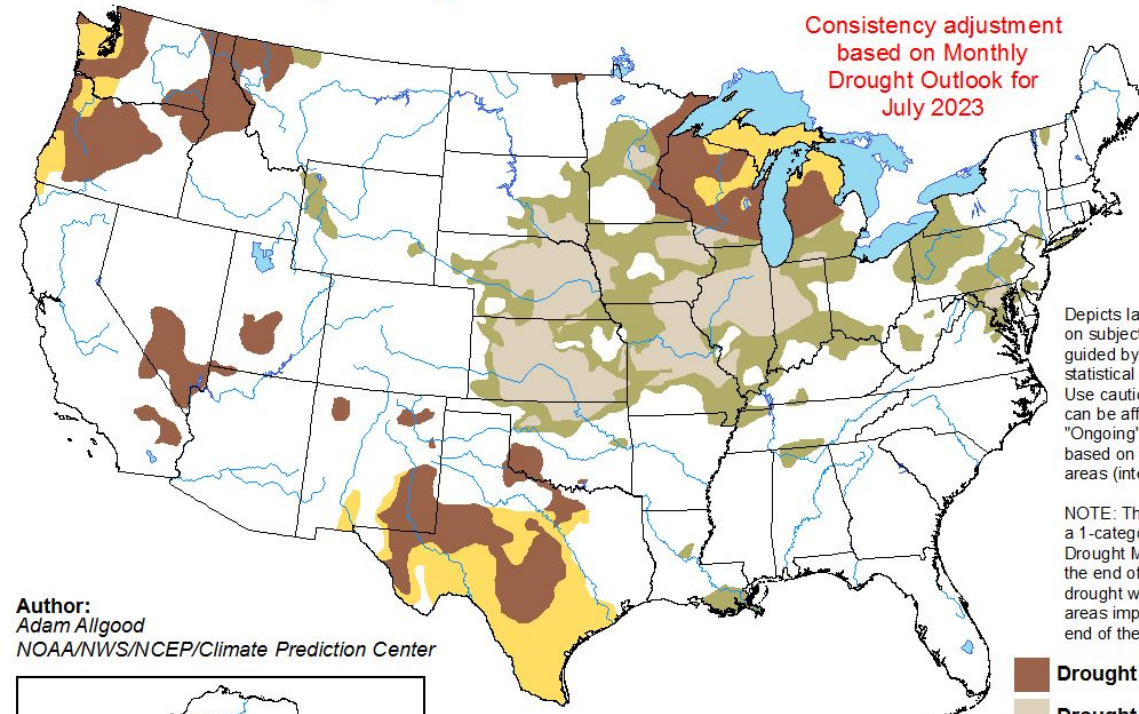 Consistency adjustment
based on Monthly
Drought Outlook for
July 2023
Depicts la
on subject
guided by
statistical
Use cautio
can be aff
"Ongoing"
based on
areas (inte
NOTE: Th
a 1-catego
Drought M
the end of
drought w
areas imp
end of the
Author:
Adam Allgood
NOAA/NWS/NCEP/Climate Prediction Center
Drought
Drought